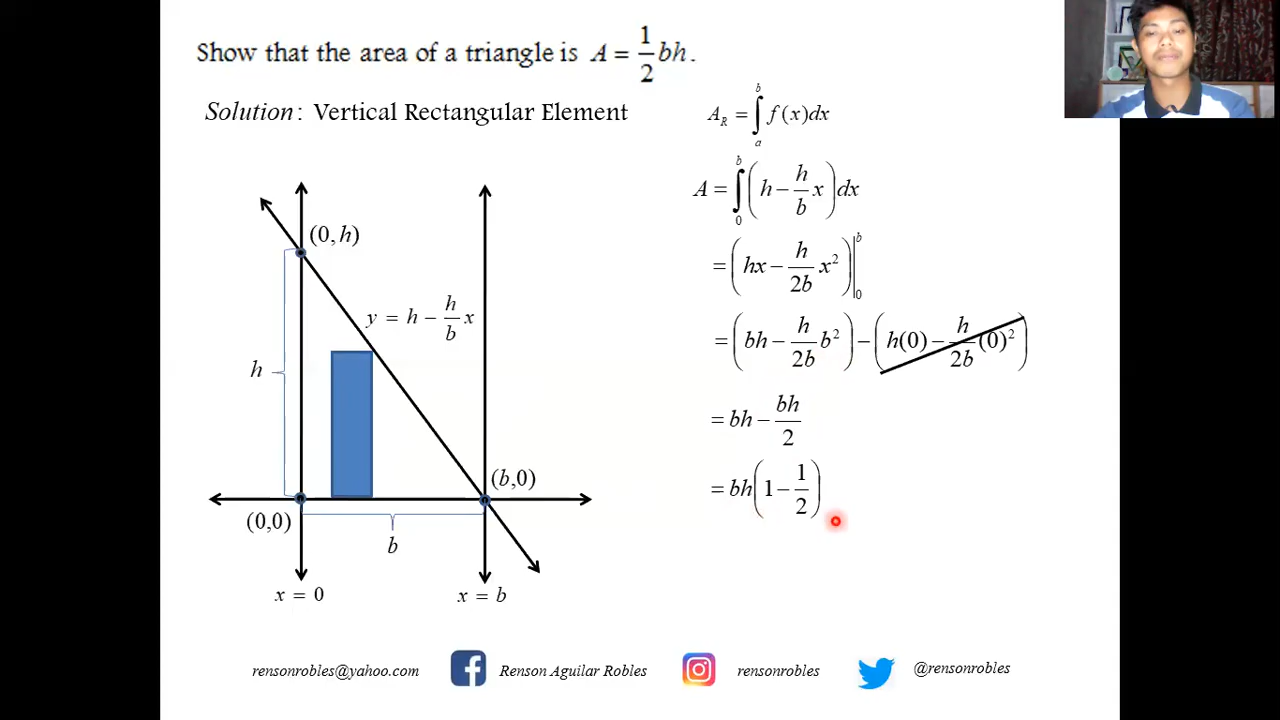 Show that the area of a triangle is A = 1/2 bh.
Solution: Vertical Rectangular Element
A_R = ∫_a^b f(x)dx
A = ∫_0^b (h − h/b x) dx
= (hx − h/2b x²)|_0^b
= (bh − h/2b b²) − (h(0) − h/2b (0)²)
= bh − bh/2
= bh(1 − 1/2)
(0, h)
y = h − h/b x
h
(b,0)
(0,0)
b
x = 0
x = b
rensonrobles@yahoo.com
Renson Aguilar Robles
rensonrobles
@rensonrobles